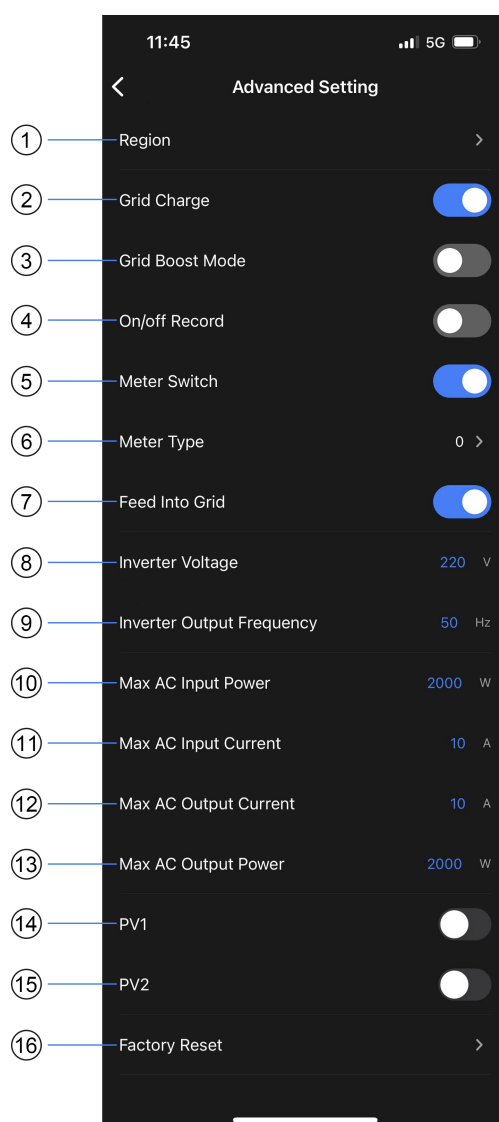 11:45 5G
Advanced Setting
1 Region
2 Grid Charge
3 Grid Boost Mode
4 On/off Record
5 Meter Switch
6 Meter Type 0
7 Feed Into Grid
8 Inverter Voltage 220 V
9 Inverter Output Frequency 50 Hz
10 Max AC Input Power 2000 W
11 Max AC Input Current 10 A
12 Max AC Output Current 10 A
13 Max AC Output Power 2000 W
14 PV1
15 PV2
16 Factory Reset